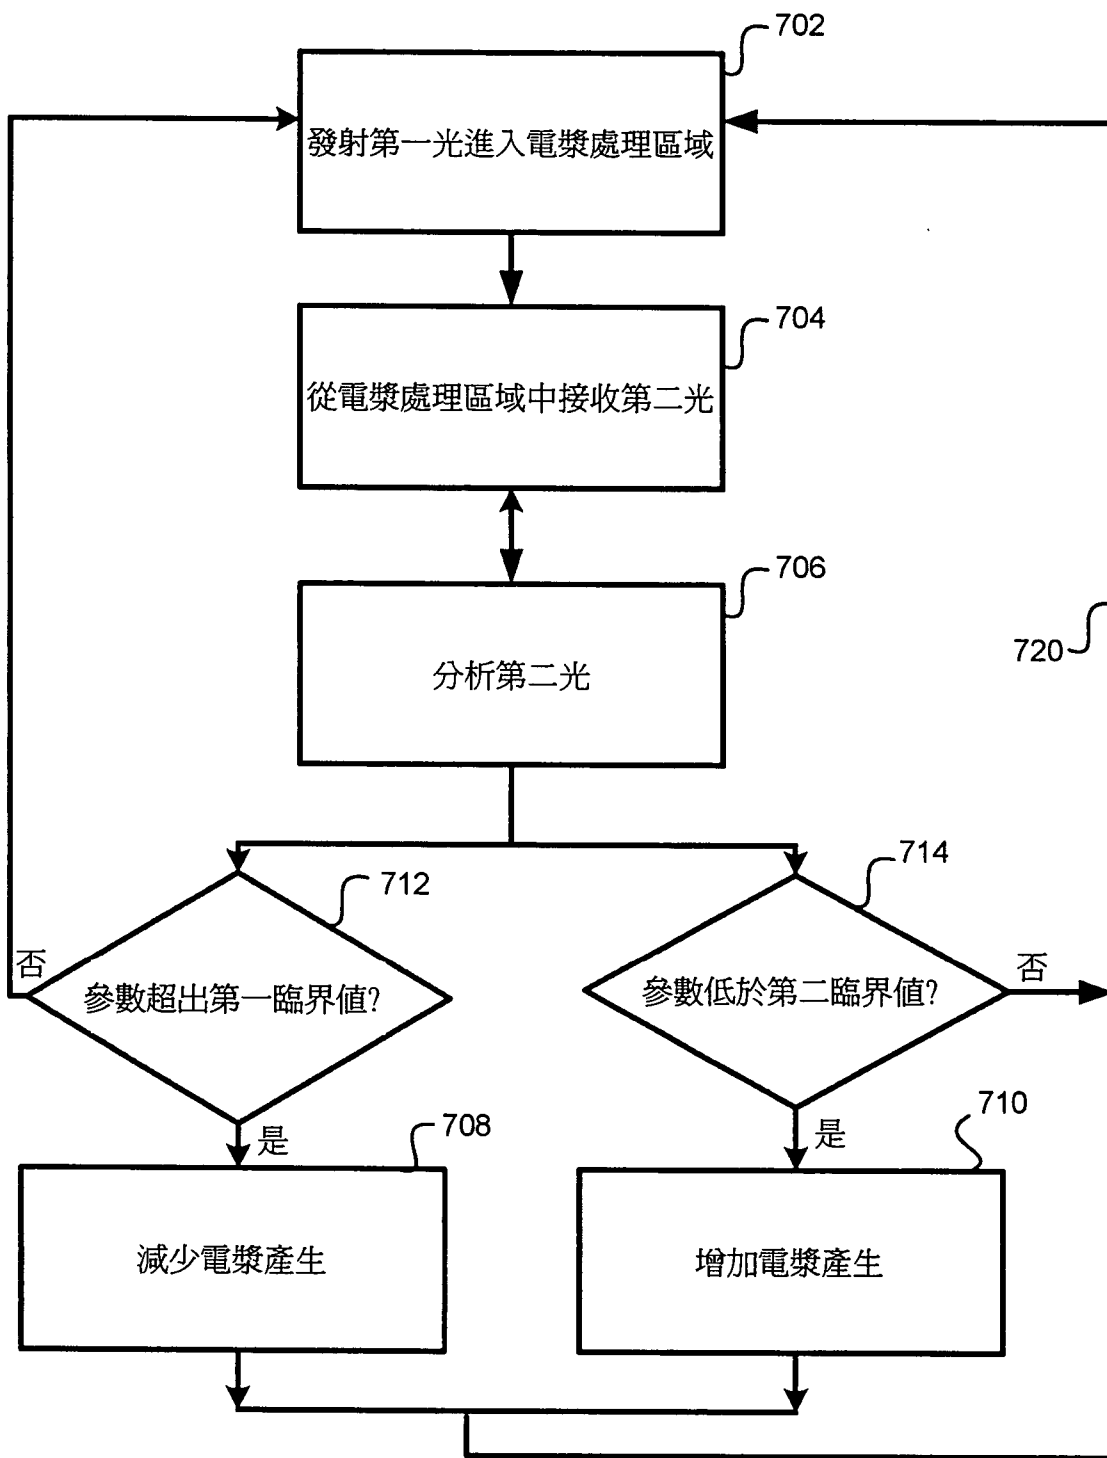 702
發射第一光進入電漿處理區域
704
從電漿處理區域中接收第二光
706
分析第二光
720
712
714
否
參數超出第一臨界值?
參數低於第二臨界值?
否
是
708
是
710
減少電漿產生
增加電漿產生